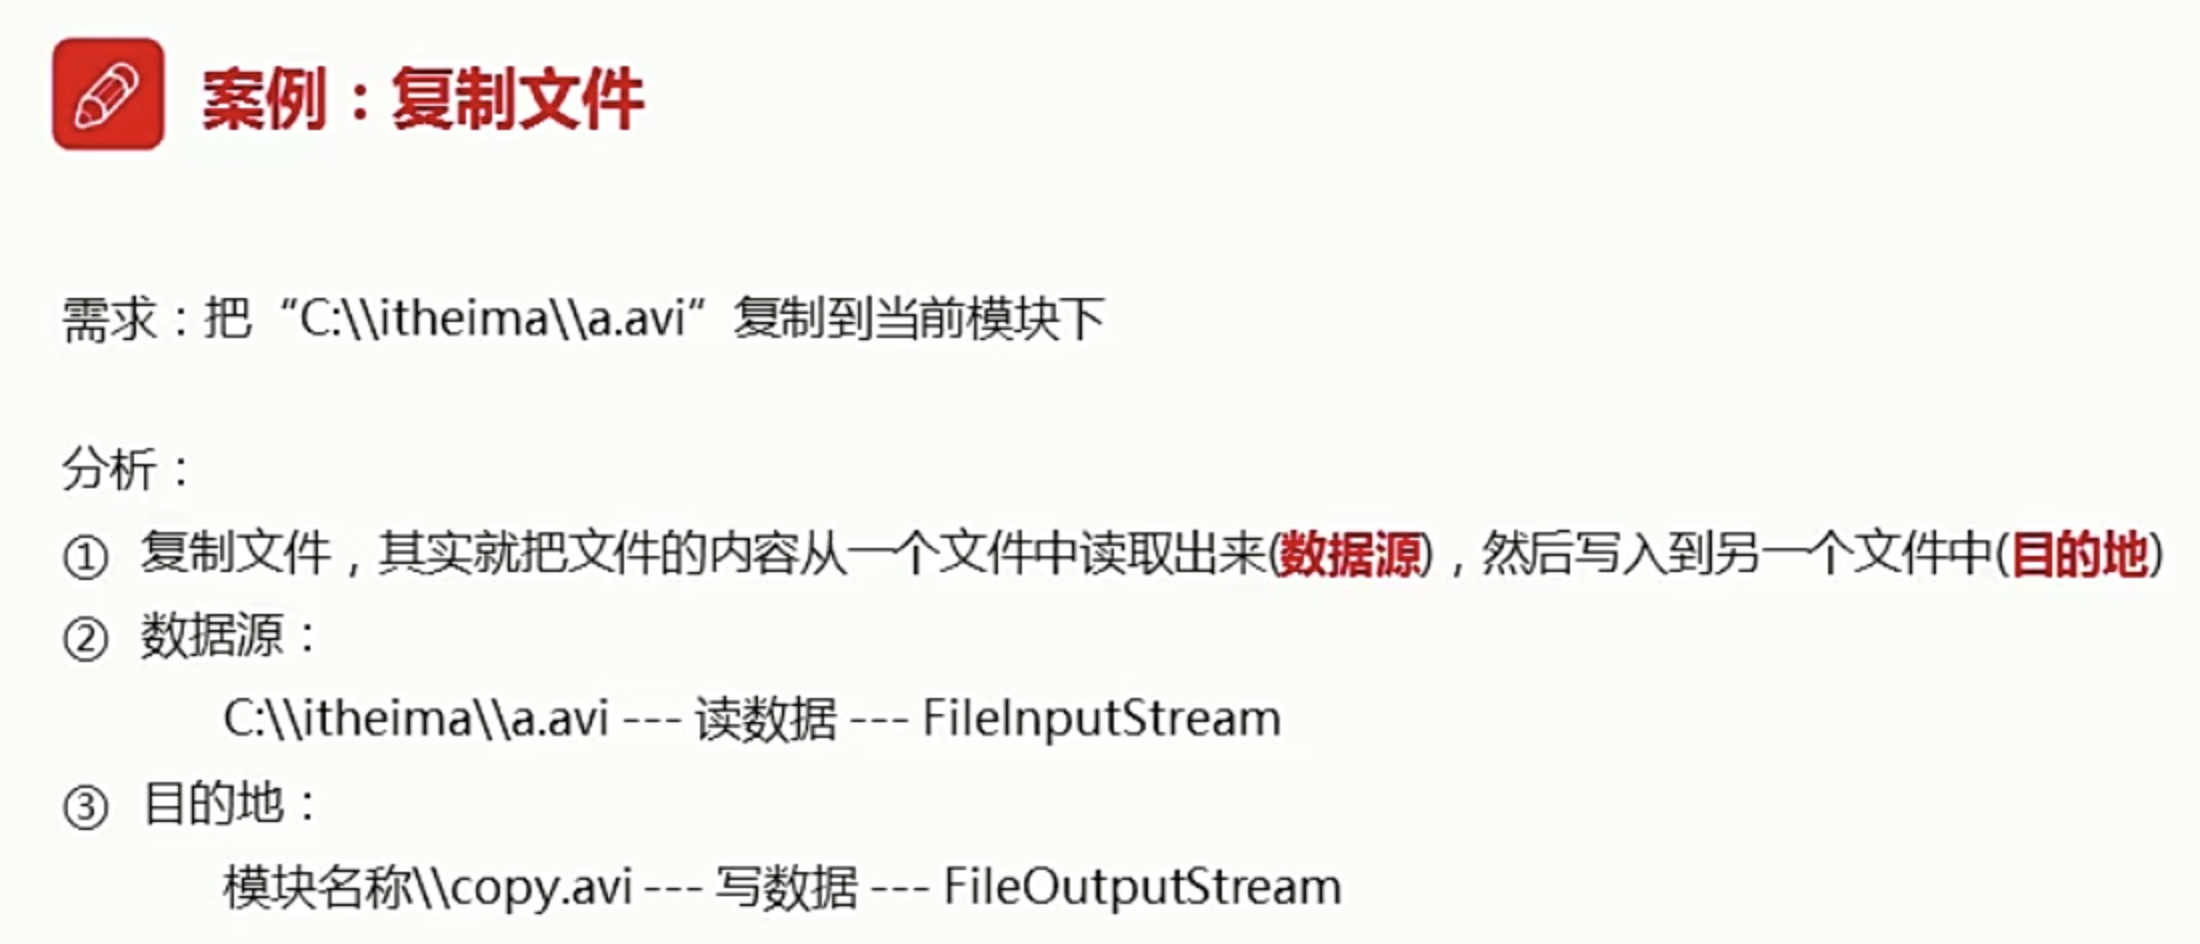 案例：复制文件
需求：把“C:\\itheima\\a.avi“复制到当前模块下
分析：
① 复制文件，其实就把文件的内容从一个文件中读取出来(数据源)，然后写入到另一个文件中(目的地)
② 数据源：
C:\\itheima\\a.avi --- 读数据 --- FileInputStream
③ 目的地：
模块名称\\copy.avi --- 写数据 --- FileOutputStream